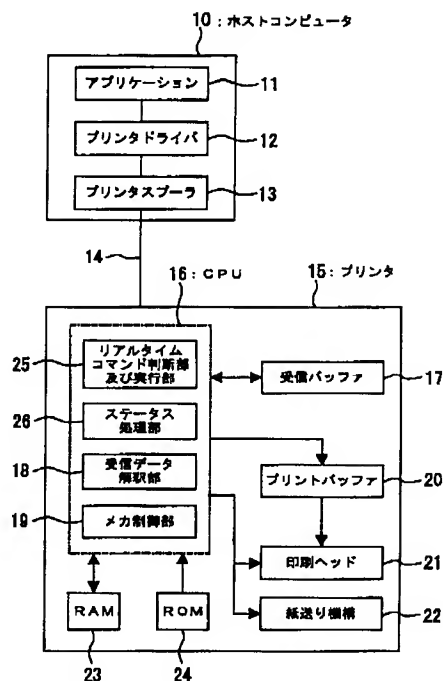 10：ホストコンピュータ
アプリケーション
11
プリンタドライバ
12
プリンタスプーラ
13
14
16：CPU
15：プリンタ
25
リアルタイム
コマンド判断部
及び実行部
受信バッファ
17
26
ステータス
処理部
18
受信データ
解釈部
プリントバッファ
20
19
メカ制御部
印刷ヘッド
21
RAM
ROM
紙送り機構
22
23
24